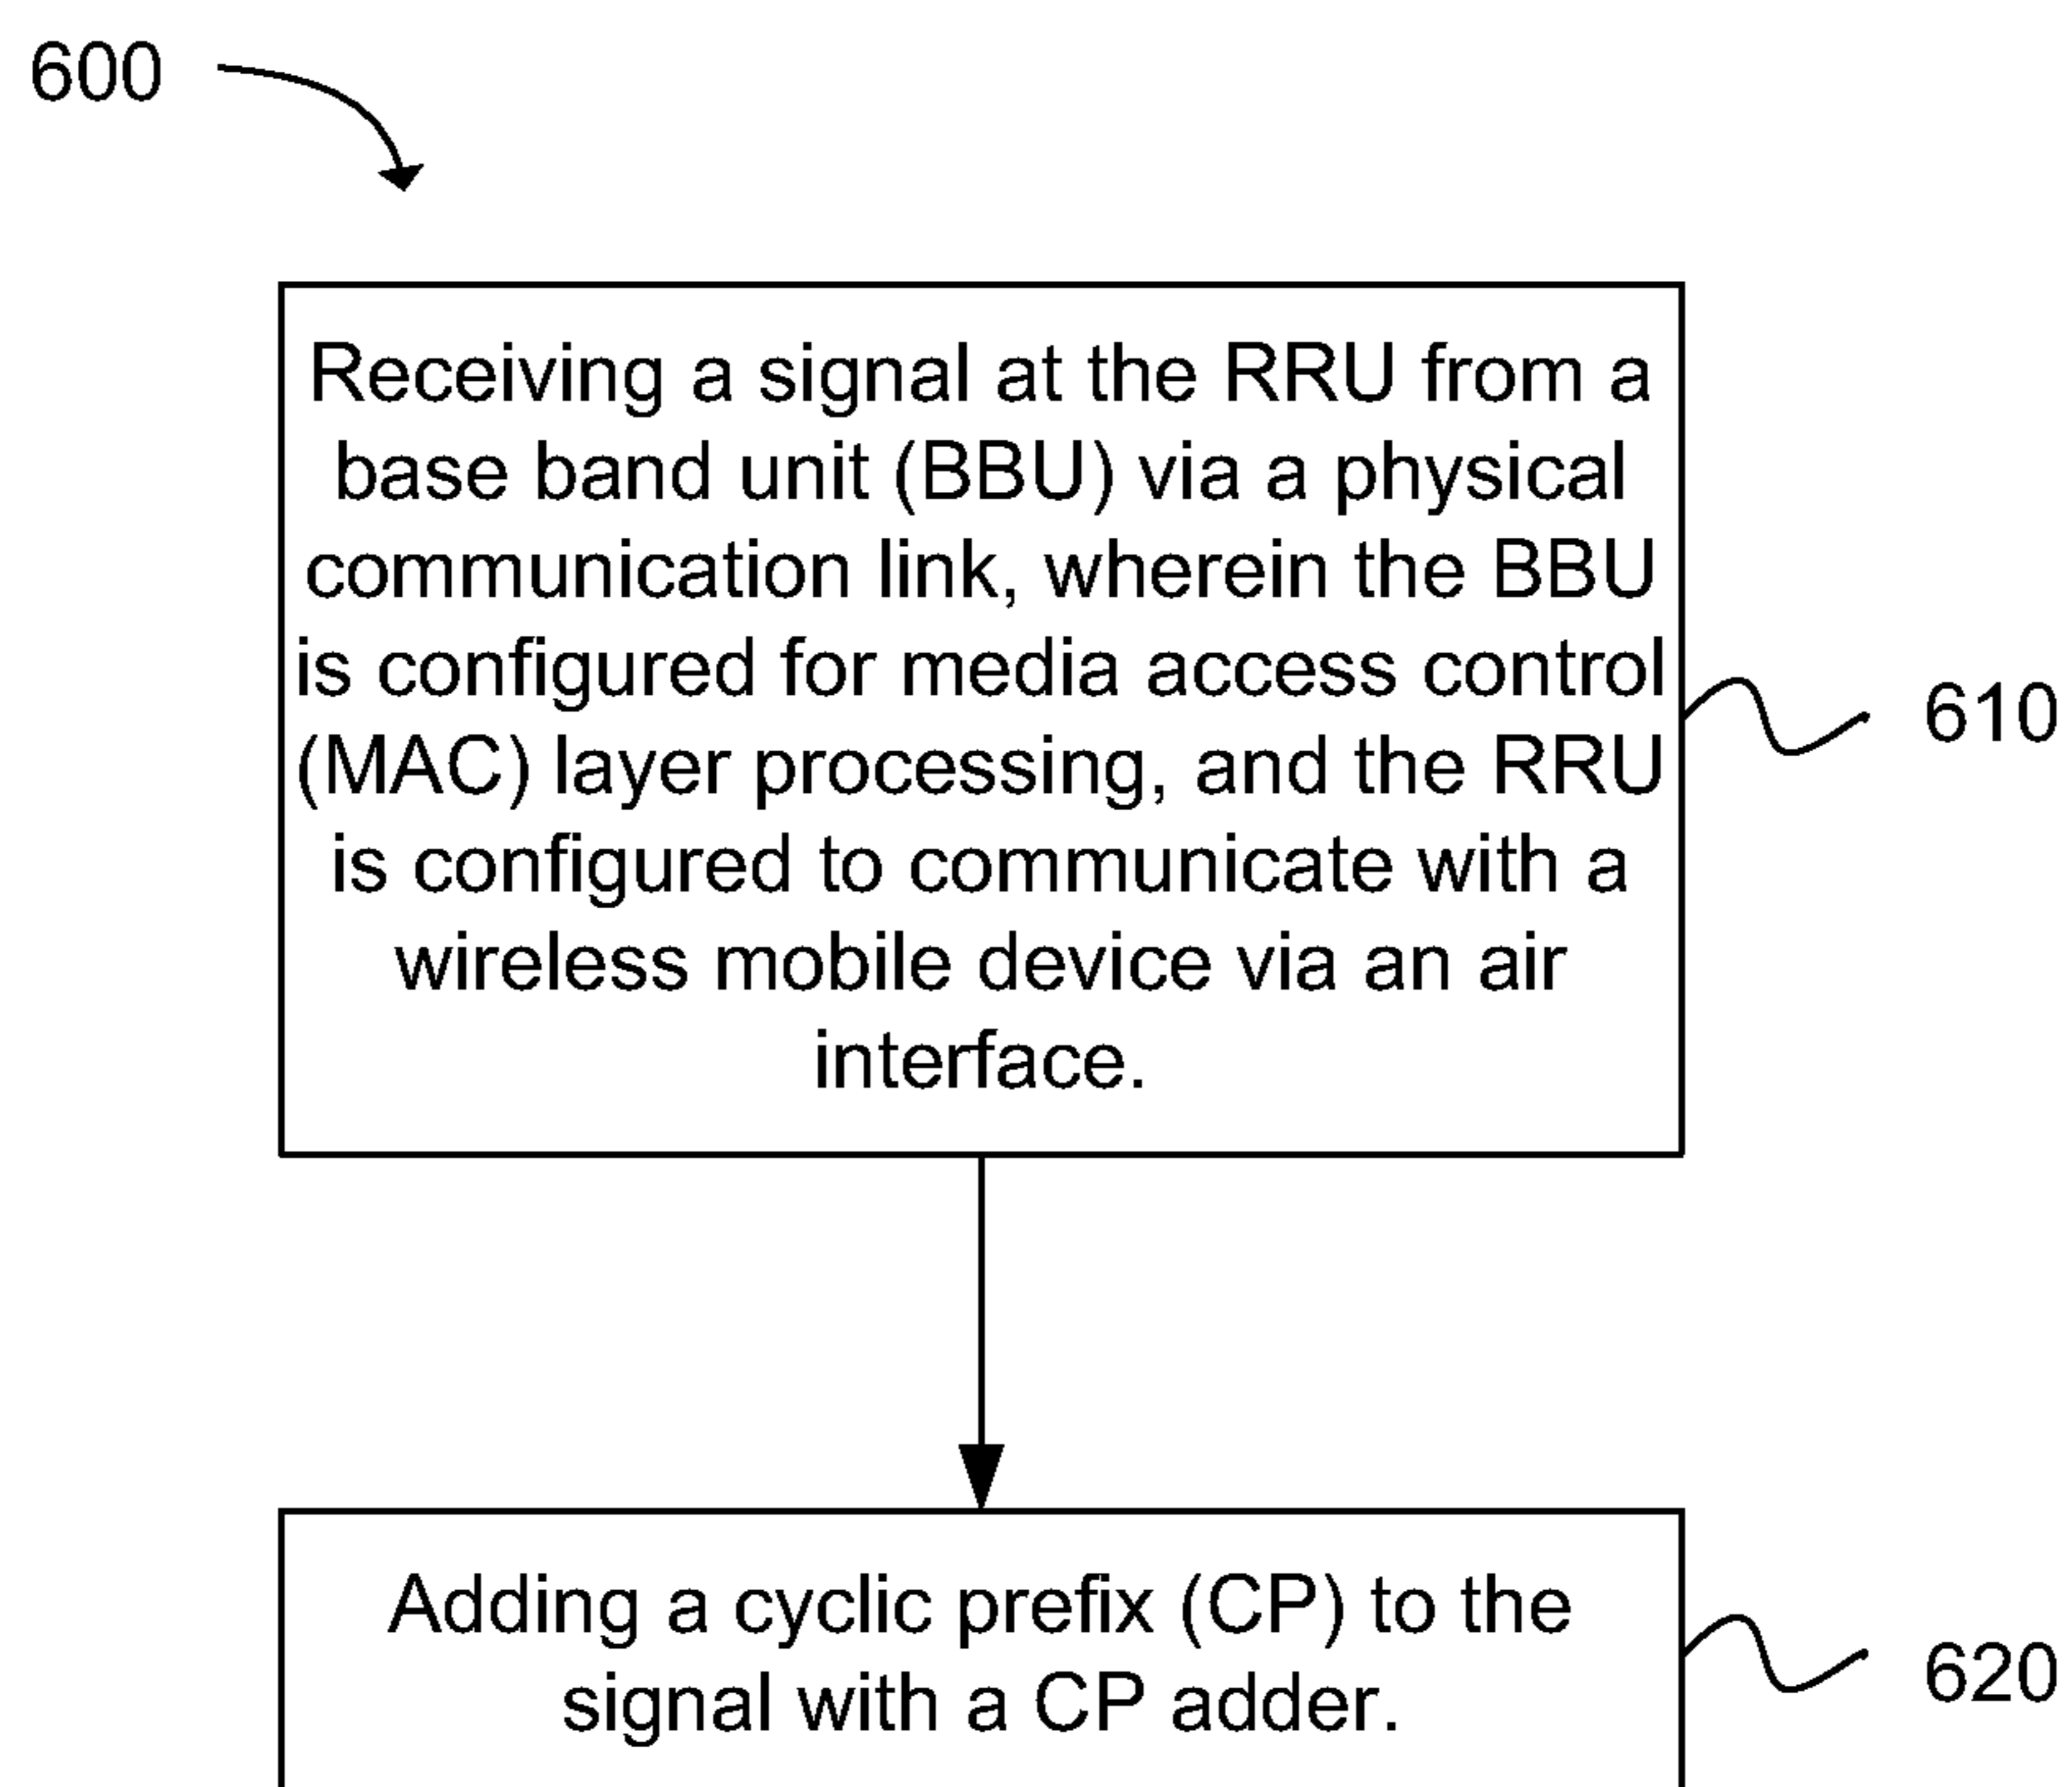 600
Receiving a signal at the RRU from a
base band unit (BBU) via a physical
communication link, wherein the BBU
is configured for media access control
(MAC) layer processing, and the RRU
is configured to communicate with a
wireless mobile device via an air
interface.
610
Adding a cyclic prefix (CP) to the
signal with a CP adder.
620